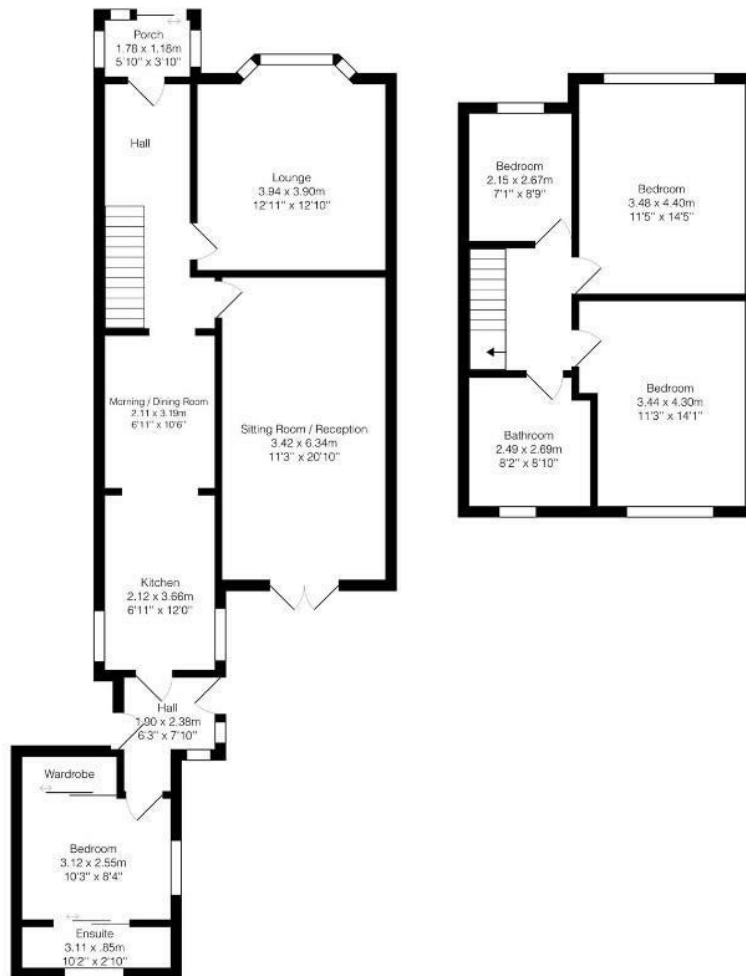 Porch
1.78 x 1.18m
5'10" x 3'10"
Hall
Lounge
3.94 x 3.90m
12'11" x 12'10"
Morning / Dining Room
2.11 x 3.19m
6'11" x 10'6"
Sitting Room / Reception
3.42 x 6.34m
11'3" x 20'10"
Kitchen
2.12 x 3.66m
6'11" x 12'0"
Hall
1.90 x 2.38m
6'3" x 7'10"
Wardrobe
Bedroom
3.12 x 2.55m
10'3" x 8'4"
Ensuite
3.11 x .85m
10'2" x 2'10"
Bedroom
2.15 x 2.67m
7'1" x 8'9"
Bedroom
3.48 x 4.40m
11'5" x 14'5"
Bedroom
3.44 x 4.30m
11'3" x 14'1"
Bathroom
2.49 x 2.69m
8'2" x 8'10"